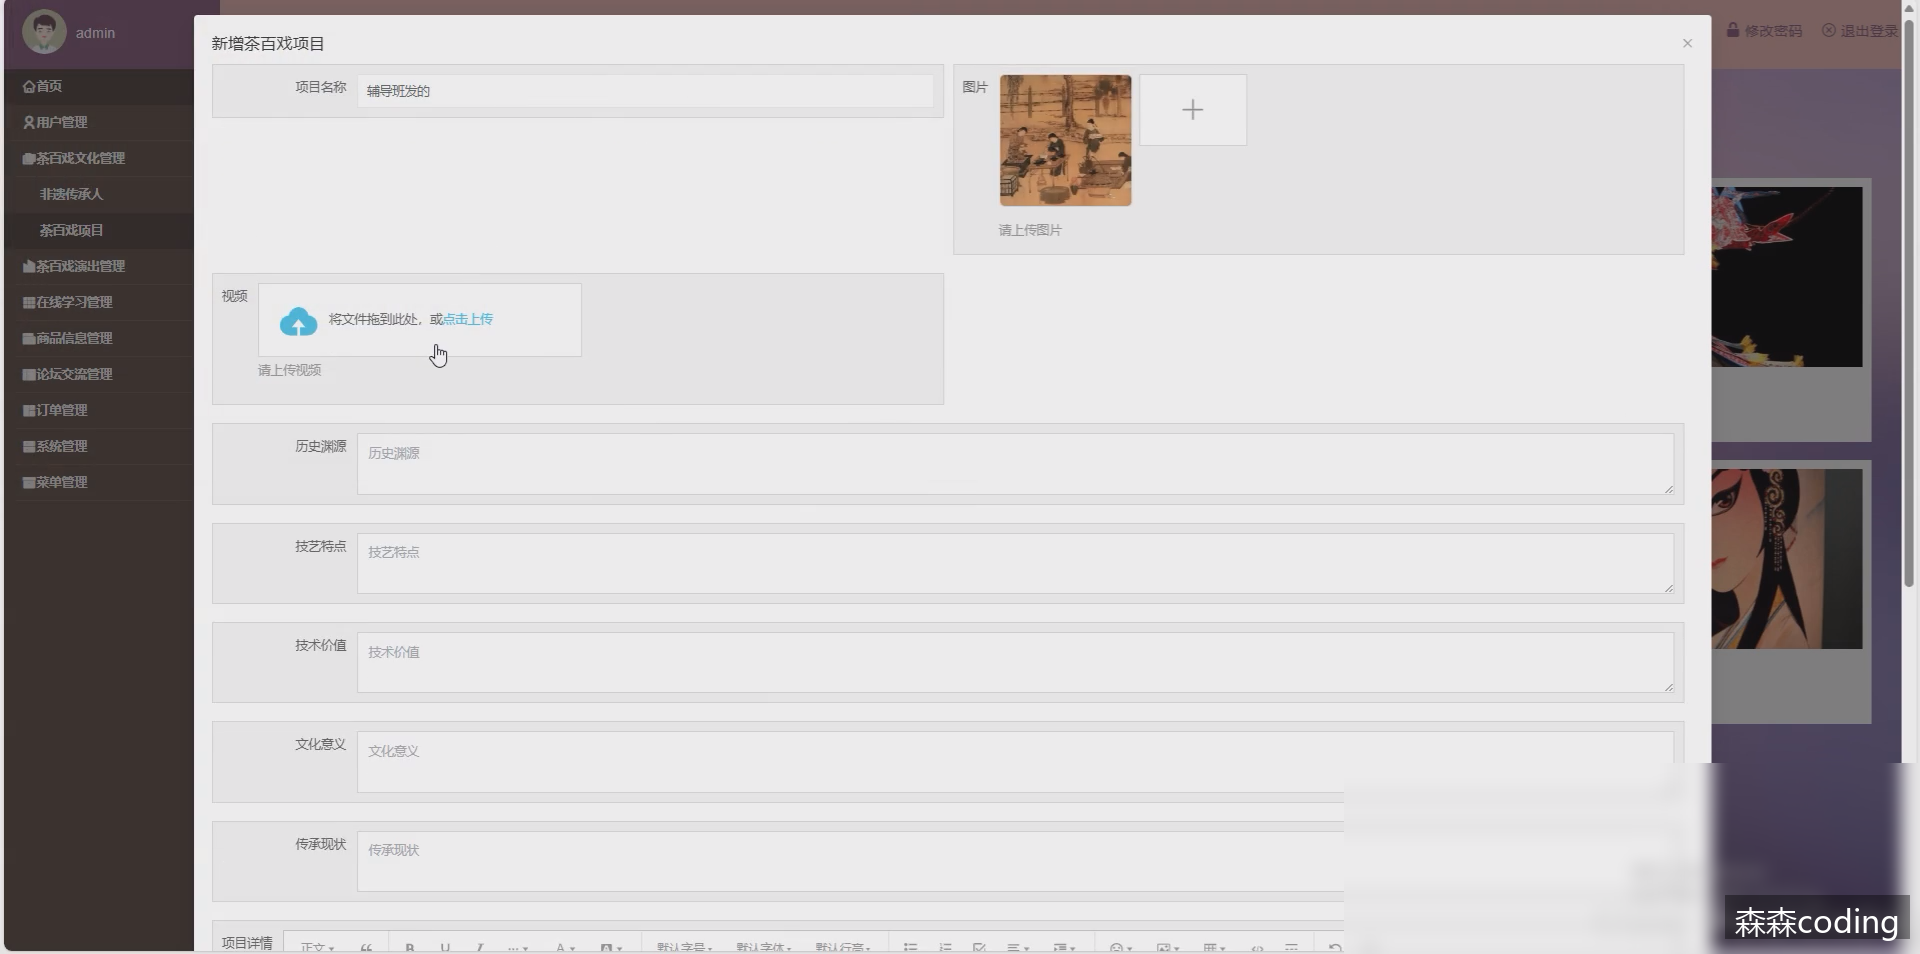 admin
修改密码
退出登录
首页
用户管理
茶百戏文化管理
非遗传承人
茶百戏项目
茶百戏演出管理
在线学习管理
商品信息管理
论坛交流管理
订单管理
系统管理
菜单管理
新增茶百戏项目
项目名称
辅导班发的
图片
请上传图片
视频
将文件拖到此处，或点击上传
请上传视频
历史渊源
历史渊源
技艺特点
技艺特点
技术价值
技术价值
文化意义
文化意义
传承现状
传承现状
项目详情
正文
默认字号
默认字体
默认行高
森森coding